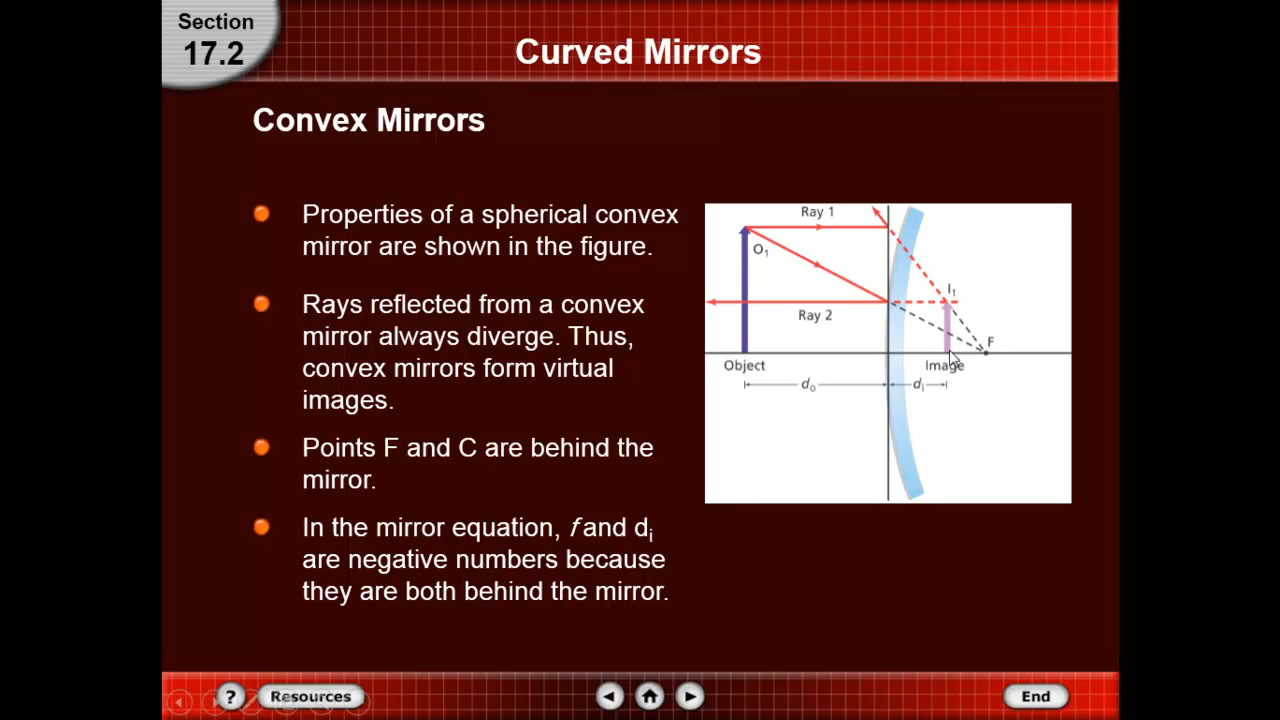 Section
17.2
Curved Mirrors
Convex Mirrors
Properties of a spherical convex
mirror are shown in the figure.
Rays reflected from a convex
mirror always diverge. Thus,
convex mirrors form virtual
images.
Points F and C are behind the
mirror.
In the mirror equation, f and di
are negative numbers because
they are both behind the mirror.
Ray 1
O1
I1
Ray 2
F
Object
Image
do
di
?
Resources
End